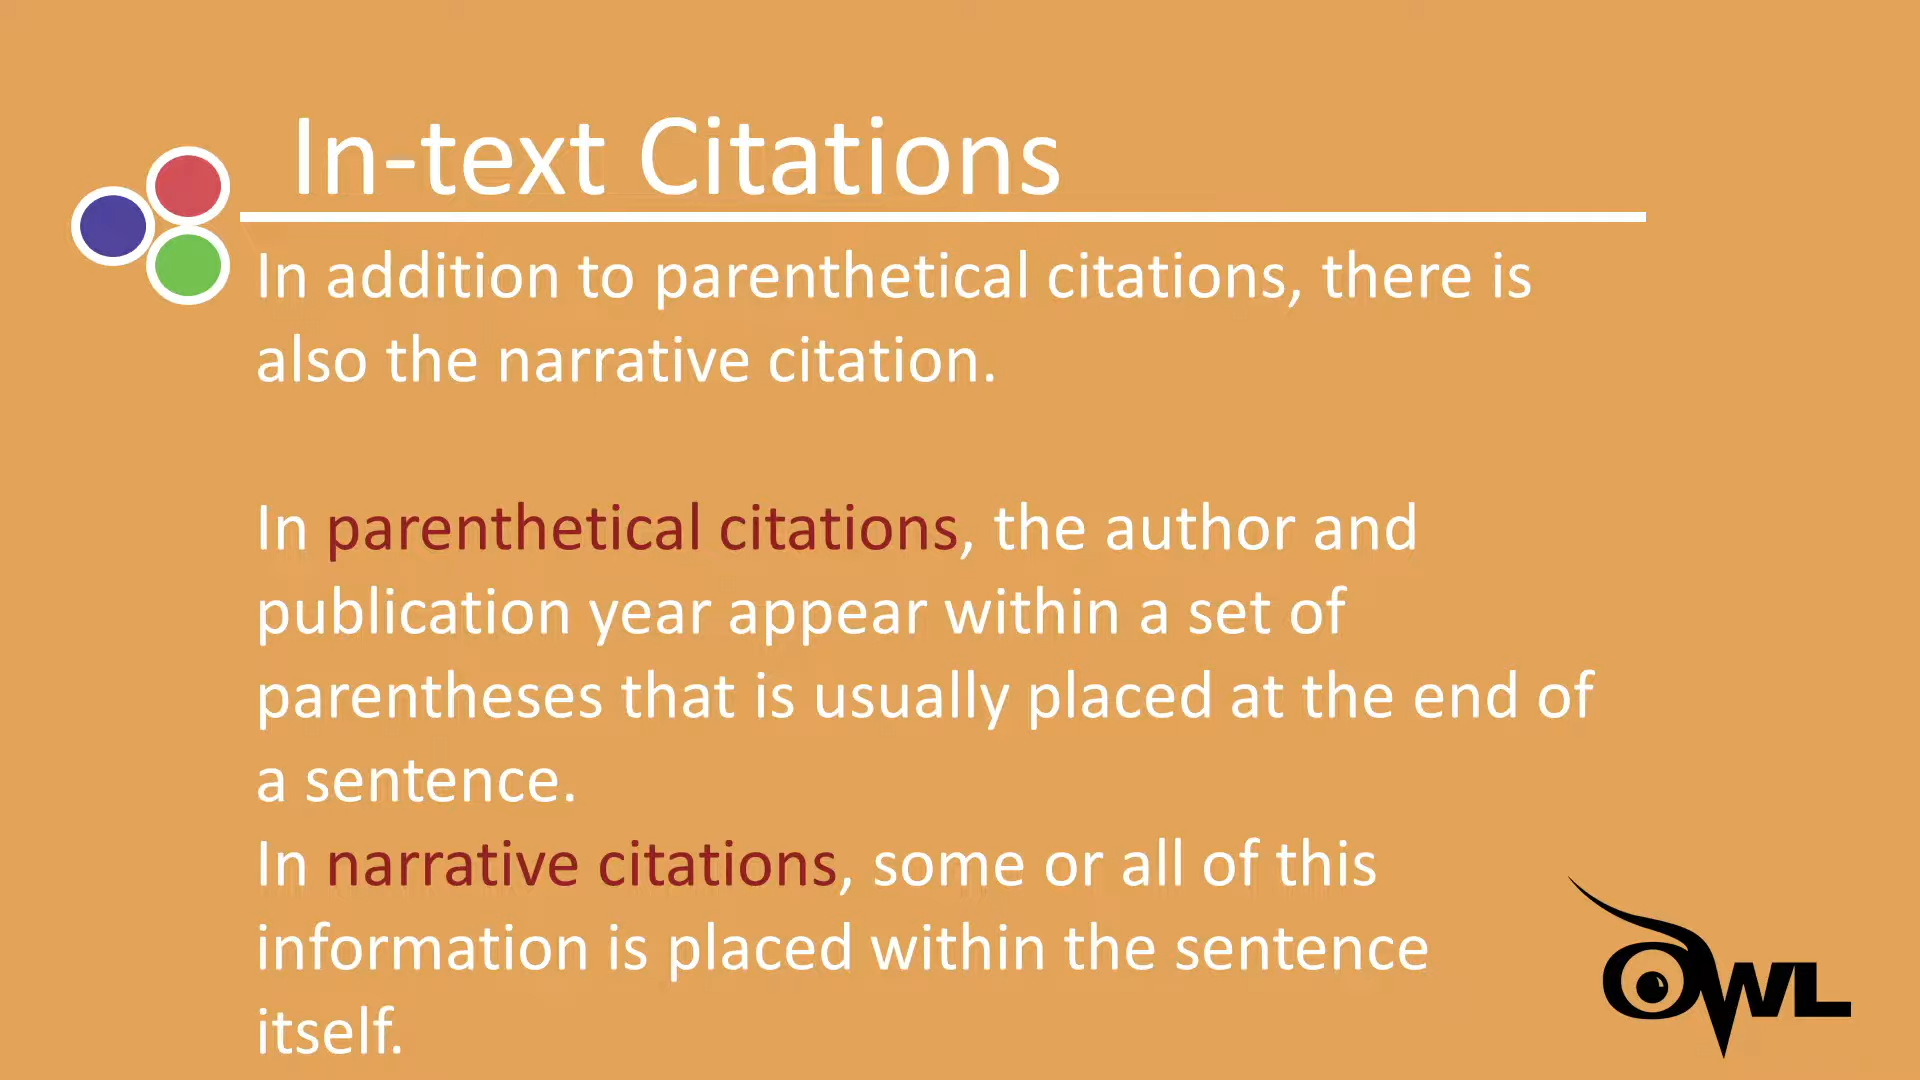 In-text Citations
In addition to parenthetical citations, there is
also the narrative citation.
In parenthetical citations, the author and
publication year appear within a set of
parentheses that is usually placed at the end of
a sentence.
In narrative citations, some or all of this
information is placed within the sentence
itself.
OWL